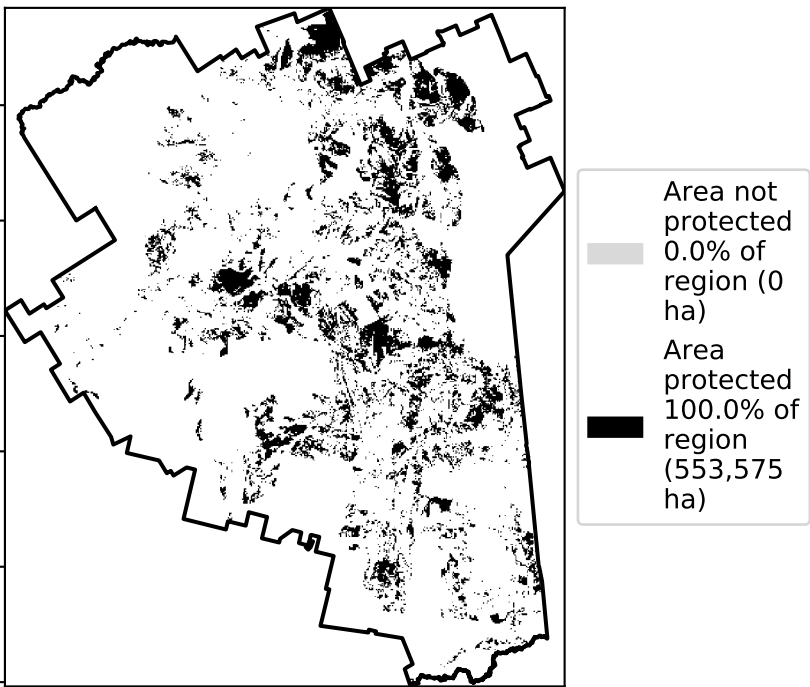 Area not
protected
0.0% of
region (0
ha)
Area
protected
100.0% of
region
(553,575
ha)